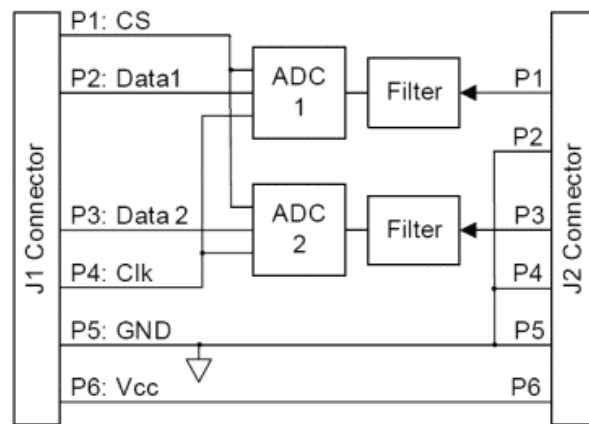 P1: CS
P2: Data1
P3: Data 2
P4: Clk
P5: GND
P6: Vcc
J1 Connector
ADC
1
Filter
ADC
2
Filter
P1
P2
P3
P4
P5
P6
J2 Connector